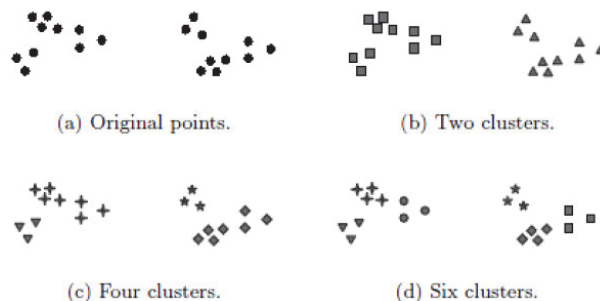 (a) Original points.
(b) Two clusters.
(c) Four clusters.
(d) Six clusters.